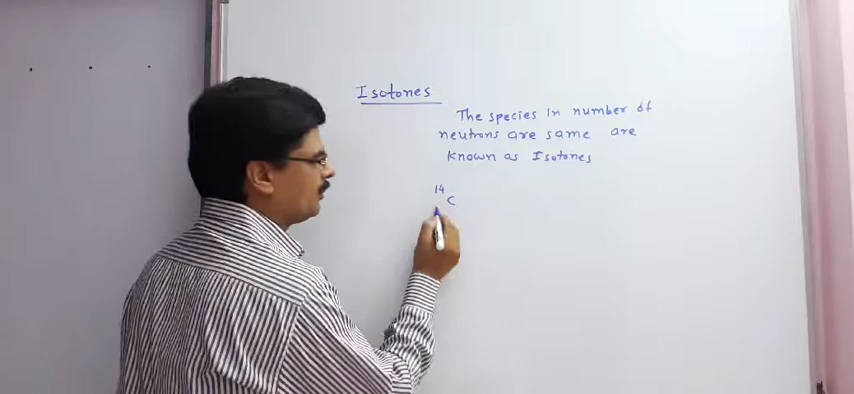 Isotones
The species in number of
neutrons are same are
known as Isotones
14
C